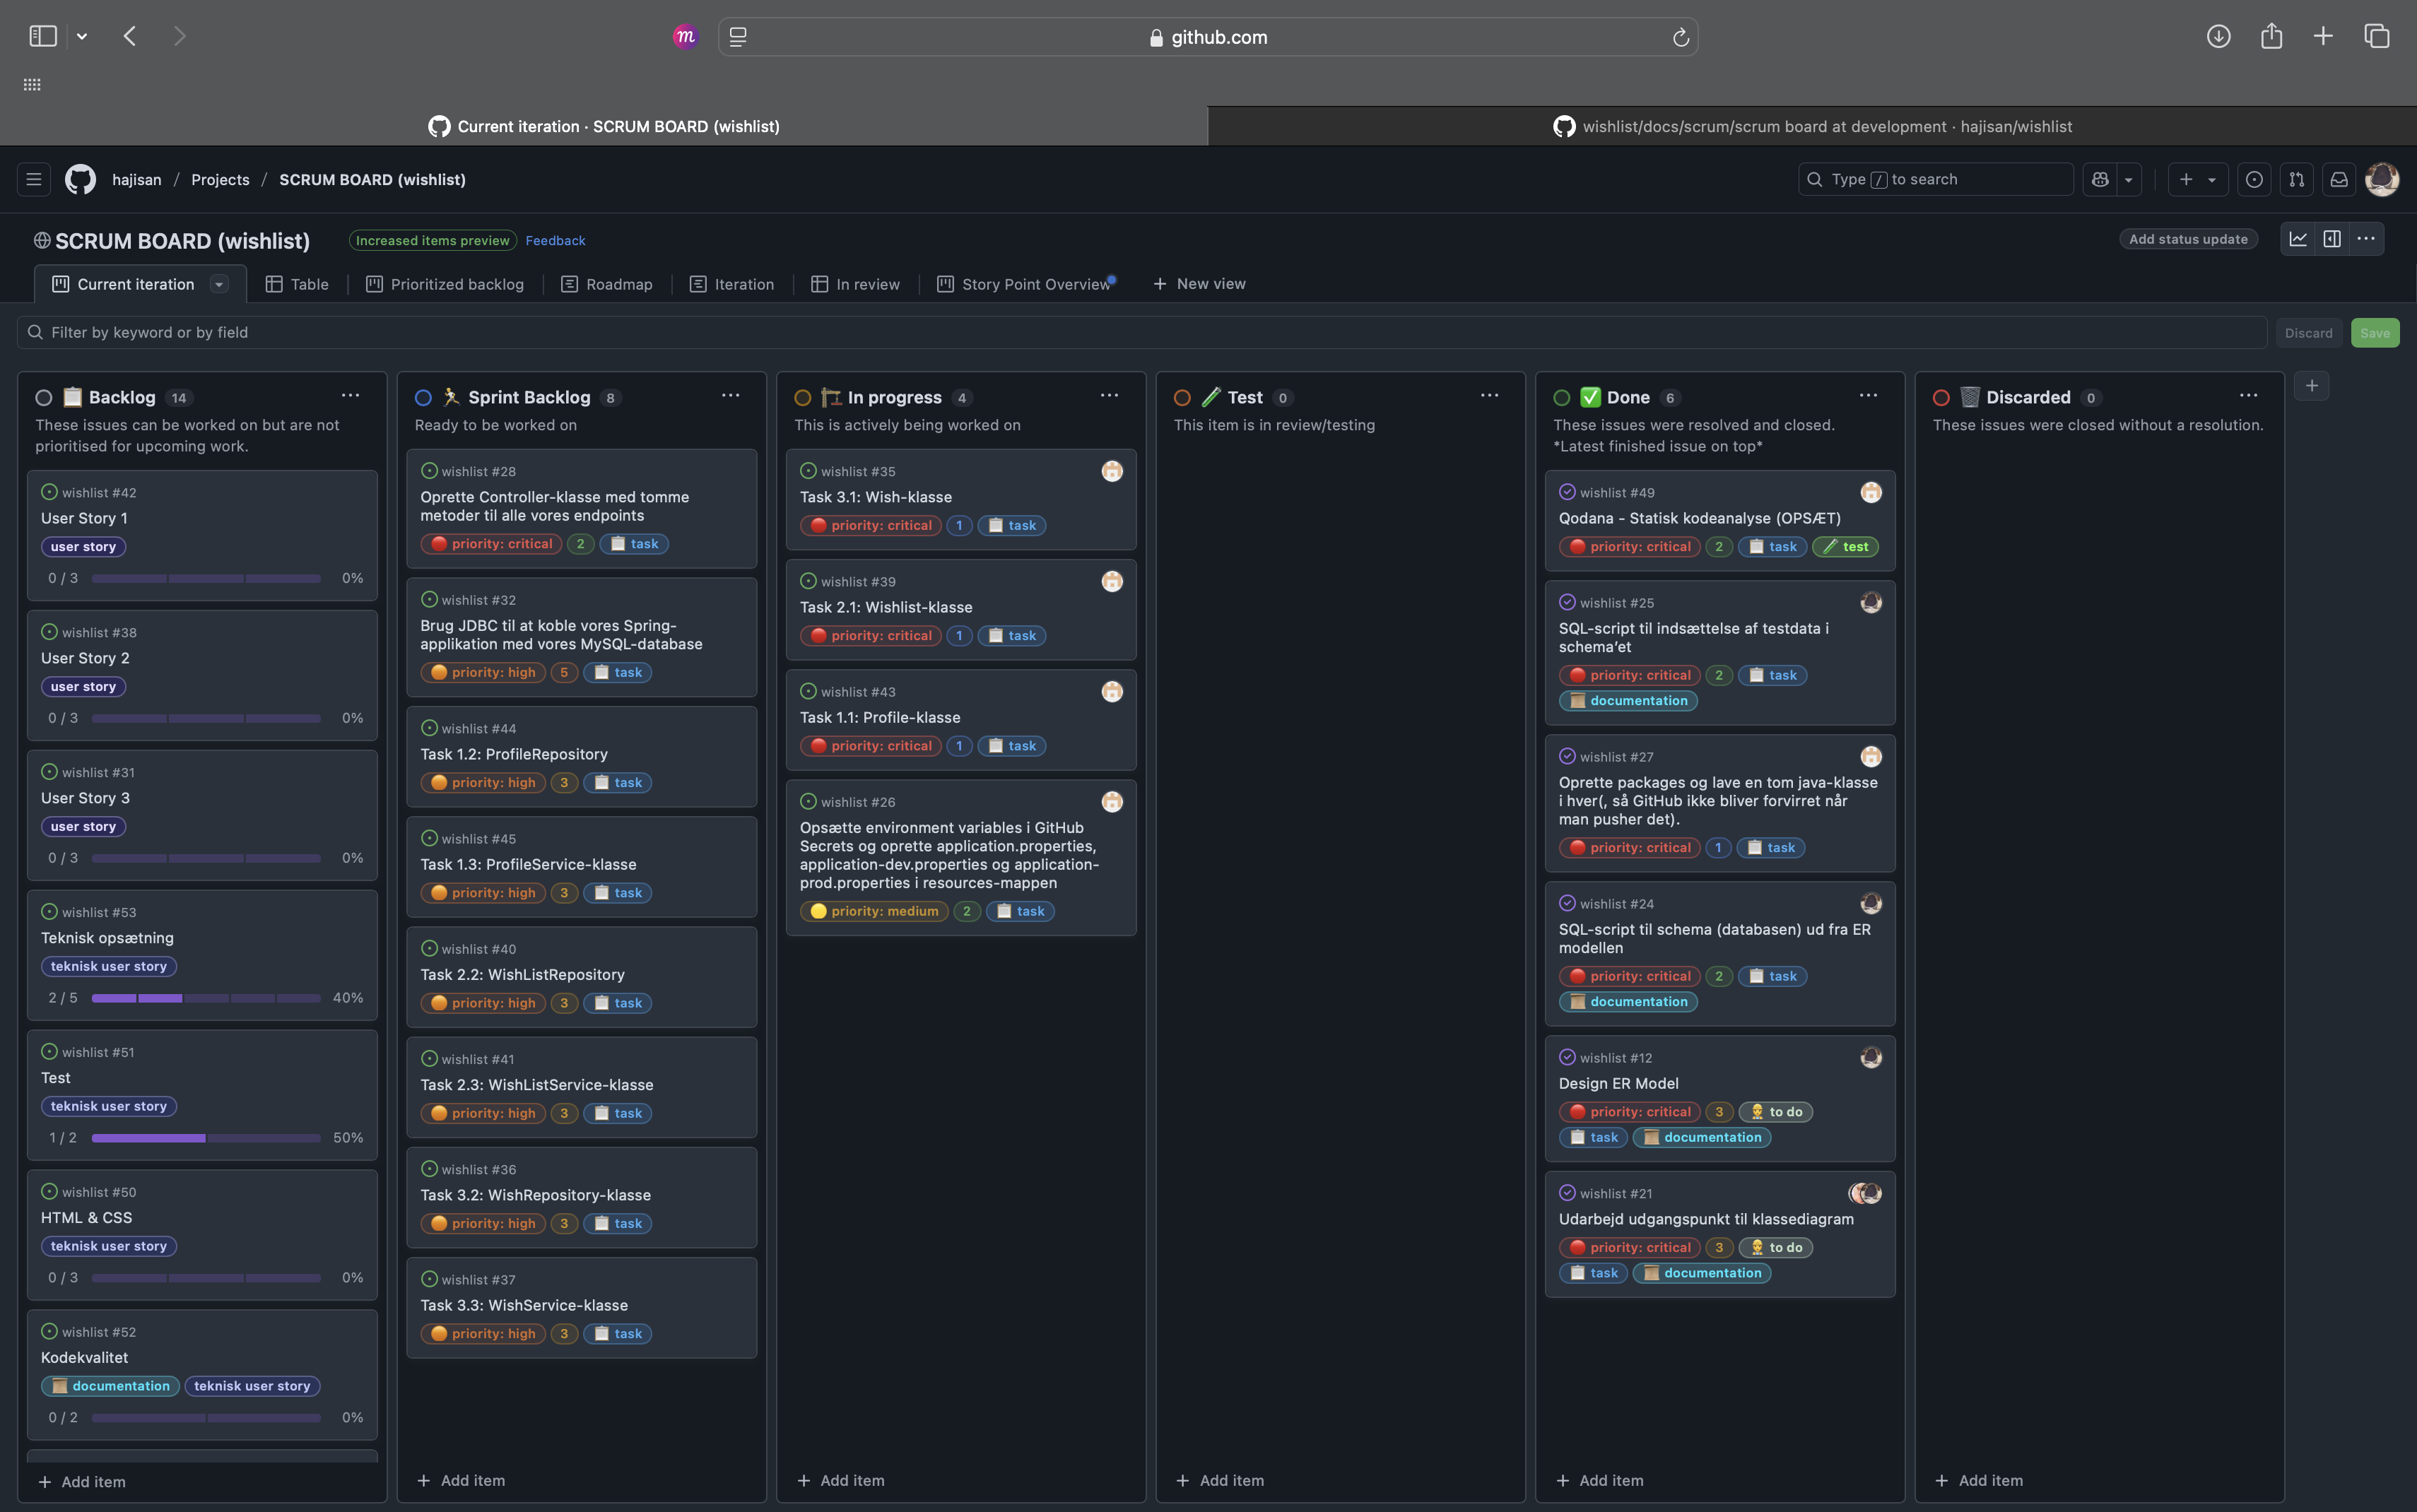 github.com
Current iteration · SCRUM BOARD (wishlist)
wishlist/docs/scrum/scrum board at development · hajisan/wishlist
hajisan / Projects / SCRUM BOARD (wishlist)
Type / to search
SCRUM BOARD (wishlist)
Increased items preview
Feedback
Add status update
Current iteration
Table
Prioritized backlog
Roadmap
Iteration
In review
Story Point Overview
New view
Filter by keyword or by field
Discard
Save
Backlog 14
These issues can be worked on but are not
prioritised for upcoming work.
wishlist #42
User Story 1
user story
0 / 3 0%
wishlist #38
User Story 2
user story
0 / 3 0%
wishlist #31
User Story 3
user story
0 / 3 0%
wishlist #53
Teknisk opsætning
teknisk user story
2 / 5 40%
wishlist #51
Test
teknisk user story
1 / 2 50%
wishlist #50
HTML & CSS
teknisk user story
0 / 3 0%
wishlist #52
Kodekvalitet
documentation teknisk user story
0 / 2 0%
Add item
Sprint Backlog 8
Ready to be worked on
wishlist #28
Oprette Controller-klasse med tomme
metoder til alle vores endpoints
priority: critical 2 task
wishlist #32
Brug JDBC til at koble vores Spring-
applikation med vores MySQL-database
priority: high 5 task
wishlist #44
Task 1.2: ProfileRepository
priority: high 3 task
wishlist #45
Task 1.3: ProfileService-klasse
priority: high 3 task
wishlist #40
Task 2.2: WishListRepository
priority: high 3 task
wishlist #41
Task 2.3: WishListService-klasse
priority: high 3 task
wishlist #36
Task 3.2: WishRepository-klasse
priority: high 3 task
wishlist #37
Task 3.3: WishService-klasse
priority: high 3 task
Add item
In progress 4
This is actively being worked on
wishlist #35
Task 3.1: Wish-klasse
priority: critical 1 task
wishlist #39
Task 2.1: Wishlist-klasse
priority: critical 1 task
wishlist #43
Task 1.1: Profile-klasse
priority: critical 1 task
wishlist #26
Opsætte environment variables i GitHub
Secrets og oprette application.properties,
application-dev.properties og application-
prod.properties i resources-mappen
priority: medium 2 task
Add item
Test 0
This item is in review/testing
Add item
Done 6
These issues were resolved and closed.
*Latest finished issue on top*
wishlist #49
Qodana - Statisk kodeanalyse (OPSÆT)
priority: critical 2 task test
wishlist #25
SQL-script til indsættelse af testdata i
schema’et
priority: critical 2 task
documentation
wishlist #27
Oprette packages og lave en tom java-klasse
i hver(, så GitHub ikke bliver forvirret når
man pusher det).
priority: critical 1 task
wishlist #24
SQL-script til schema (databasen) ud fra ER
modellen
priority: critical 2 task
documentation
wishlist #12
Design ER Model
priority: critical 3 to do
task documentation
wishlist #21
Udarbejd udgangspunkt til klassediagram
priority: critical 3 to do
task documentation
Add item
Discarded 0
These issues were closed without a resolution.
Add item